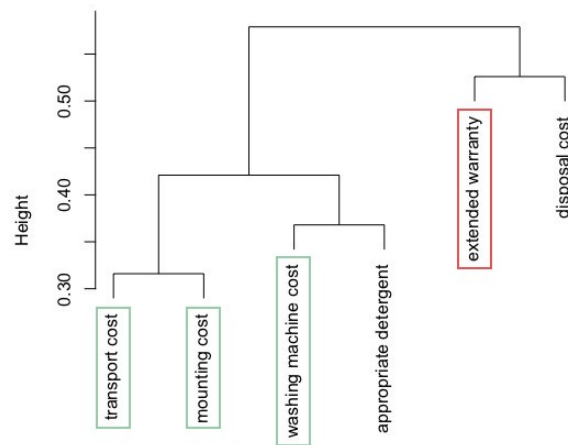 Height
0.50
0.40
0.30
transport cost
mounting cost
washing machine cost
appropriate detergent
extended warranty
disposal cost